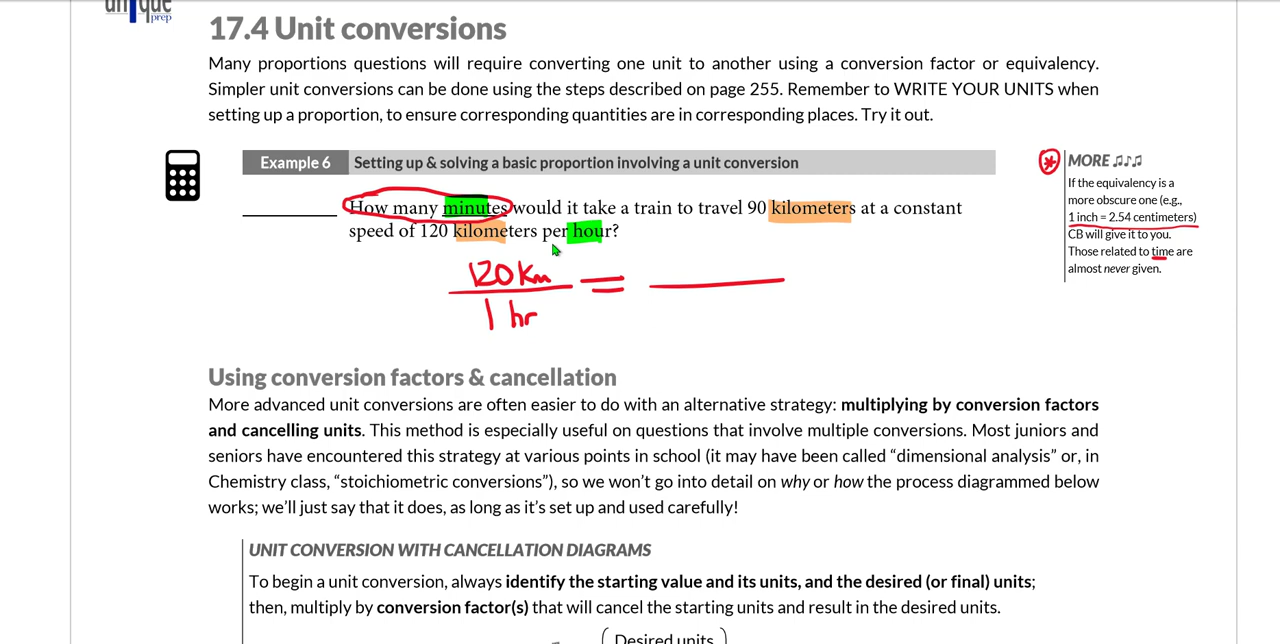 unique
prep
17.4 Unit conversions
Many proportions questions will require converting one unit to another using a conversion factor or equivalency.
Simpler unit conversions can be done using the steps described on page 255. Remember to WRITE YOUR UNITS when
setting up a proportion, to ensure corresponding quantities are in corresponding places. Try it out.
Example 6 Setting up & solving a basic proportion involving a unit conversion
How many minutes would it take a train to travel 90 kilometers at a constant
speed of 120 kilometers per hour?
120 km
1 hr
=
* MORE ♫♪♫
If the equivalency is a
more obscure one (e.g.,
1 inch = 2.54 centimeters)
CB will give it to you.
Those related to time are
almost never given.
Using conversion factors & cancellation
More advanced unit conversions are often easier to do with an alternative strategy: multiplying by conversion factors
and cancelling units. This method is especially useful on questions that involve multiple conversions. Most juniors and
seniors have encountered this strategy at various points in school (it may have been called “dimensional analysis” or, in
Chemistry class, “stoichiometric conversions”), so we won’t go into detail on why or how the process diagrammed below
works; we’ll just say that it does, as long as it’s set up and used carefully!
UNIT CONVERSION WITH CANCELLATION DIAGRAMS
To begin a unit conversion, always identify the starting value and its units, and the desired (or final) units;
then, multiply by conversion factor(s) that will cancel the starting units and result in the desired units.
Desired units